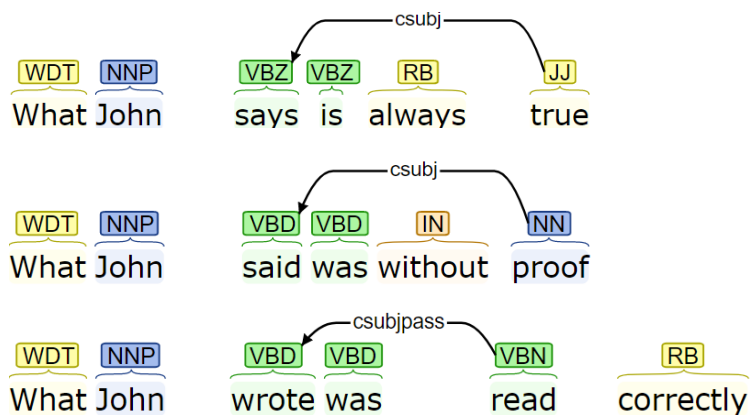 csubj
WDT NNP VBZ VBZ RB JJ
What John says is always true
csubj
WDT NNP VBD VBD IN NN
What John said was without proof
csubjpass
WDT NNP VBD VBD VBN RB
What John wrote was read correctly